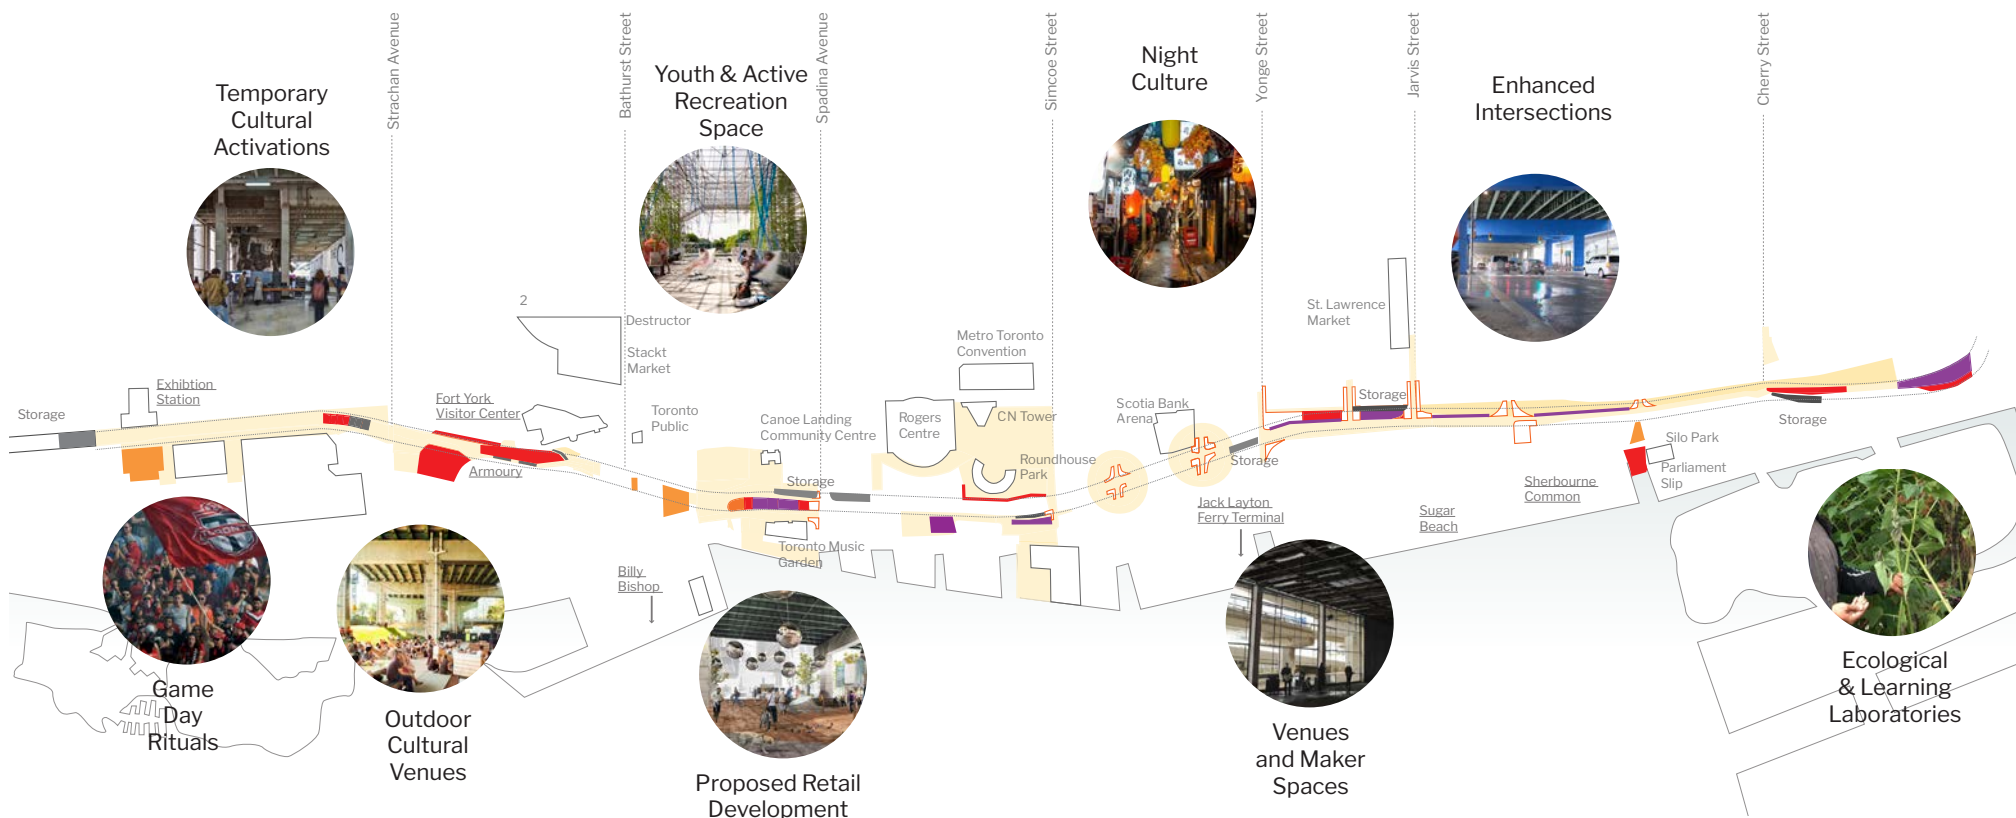 Strachan Avenue
Bathurst Street
Spadina Avenue
Simcoe Street
Yonge Street
Jarvis Street
Cherry Street
Temporary
Cultural
Activations
Youth & Active
Recreation
Space
Night
Culture
Enhanced
Intersections
2
Destructor
Stackt
Market
Metro Toronto
Convention
St. Lawrence
Market
Storage
Exhibtion
Station
Fort York
Visitor Center
Armoury
Toronto
Public
Canoe Landing
Community Centre
Rogers
Centre
CN Tower
Roundhouse
Park
Scotia Bank
Arena
Storage
Storage
Storage
Storage
Silo Park
Parliament
Slip
Sherbourne
Common
Sugar
Beach
Jack Layton
Ferry Terminal
Toronto Music
Garden
Billy
Bishop
Game
Day
Rituals
Outdoor
Cultural
Venues
Proposed Retail
Development
Venues
and Maker
Spaces
Ecological
& Learning
Laboratories